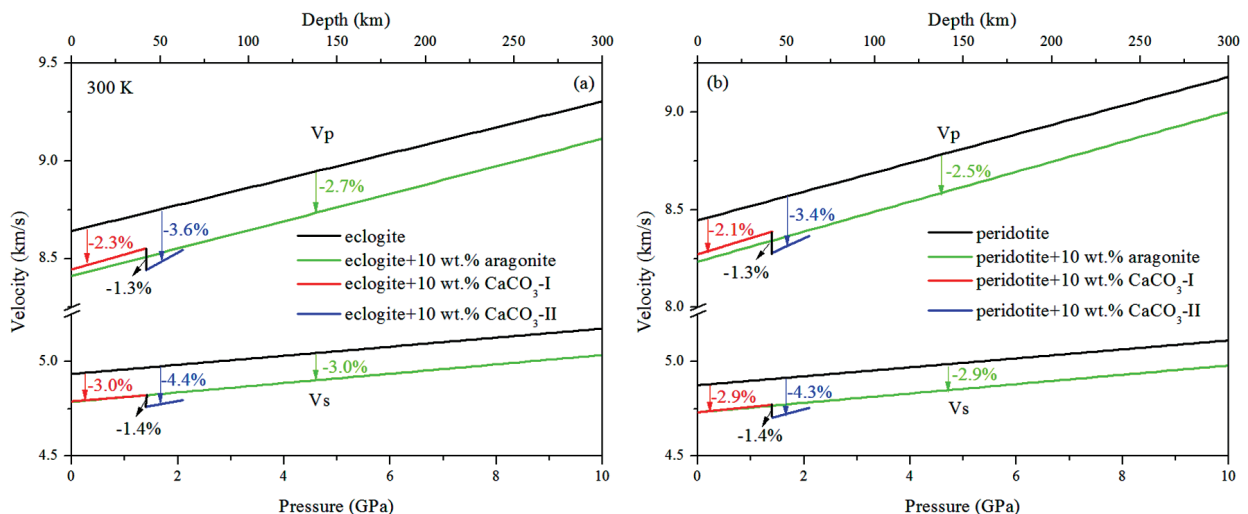 Depth (km)
0 50 100 150 200 250 300
9.5
9.0
8.5
5.0
4.5
Velocity (km/s)
300 K
(a)
Vp
-2.7%
-3.6%
-2.3%
-1.3%
eclogite
eclogite+10 wt.% aragonite
eclogite+10 wt.% CaCO₃-I
eclogite+10 wt.% CaCO₃-II
-3.0%
-4.4%
-3.0%
Vs
-1.4%
0 2 4 6 8 10
Pressure (GPa)
Depth (km)
0 50 100 150 200 250 300
9.0
8.5
8.0
5.0
4.5
Velocity (km/s)
(b)
Vp
-2.5%
-3.4%
-2.1%
-1.3%
peridotite
peridotite+10 wt.% aragonite
peridotite+10 wt.% CaCO₃-I
peridotite+10 wt.% CaCO₃-II
-2.9%
-4.3%
-2.9%
Vs
-1.4%
0 2 4 6 8 10
Pressure (GPa)